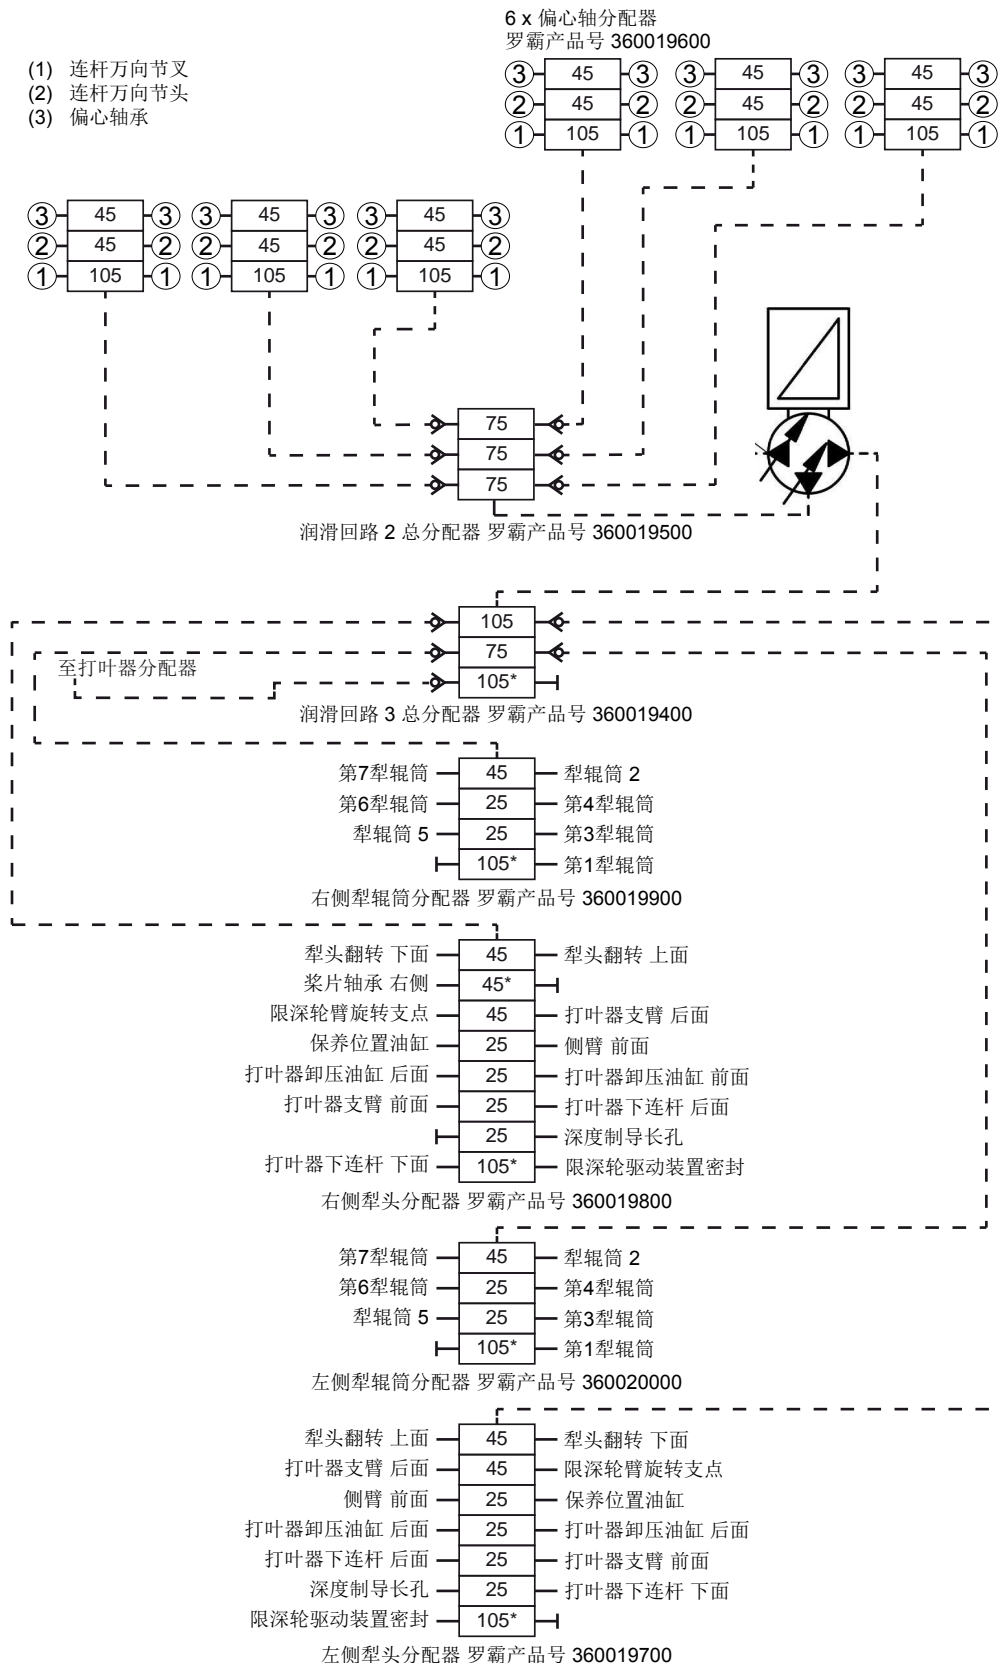 6 x 偏心轴分配器
罗霸产品号 360019600
(1) 连杆万向节叉
(2) 连杆万向节头
(3) 偏心轴承
3 45 3 3 45 3 3 45 3
2 45 2 2 45 2 2 45 2
1 105 1 1 105 1 1 105 1
3 45 3 3 45 3 3 45 3
2 45 2 2 45 2 2 45 2
1 105 1 1 105 1 1 105 1
75
75
75
润滑回路 2 总分配器 罗霸产品号 360019500
105
75
至打叶器分配器
105*
润滑回路 3 总分配器 罗霸产品号 360019400
第7犁辊筒 45 犁辊筒 2
第6犁辊筒 25 第4犁辊筒
犁辊筒 5 25 第3犁辊筒
105* 第1犁辊筒
右侧犁辊筒分配器 罗霸产品号 360019900
犁头翻转 下面 45 犁头翻转 上面
桨片轴承 右侧 45*
限深轮臂旋转支点 45 打叶器支臂 后面
保养位置油缸 25 侧臂 前面
打叶器卸压油缸 后面 25 打叶器卸压油缸 前面
打叶器支臂 前面 25 打叶器下连杆 后面
25 深度制导长孔
打叶器下连杆 下面 105* 限深轮驱动装置密封
右侧犁头分配器 罗霸产品号 360019800
第7犁辊筒 45 犁辊筒 2
第6犁辊筒 25 第4犁辊筒
犁辊筒 5 25 第3犁辊筒
105* 第1犁辊筒
左侧犁辊筒分配器 罗霸产品号 360020000
犁头翻转 上面 45 犁头翻转 下面
打叶器支臂 后面 45 限深轮臂旋转支点
侧臂 前面 25 保养位置油缸
打叶器卸压油缸 后面 25 打叶器卸压油缸 后面
打叶器下连杆 后面 25 打叶器支臂 前面
深度制导长孔 25 打叶器下连杆 下面
限深轮驱动装置密封 105*
左侧犁头分配器 罗霸产品号 360019700